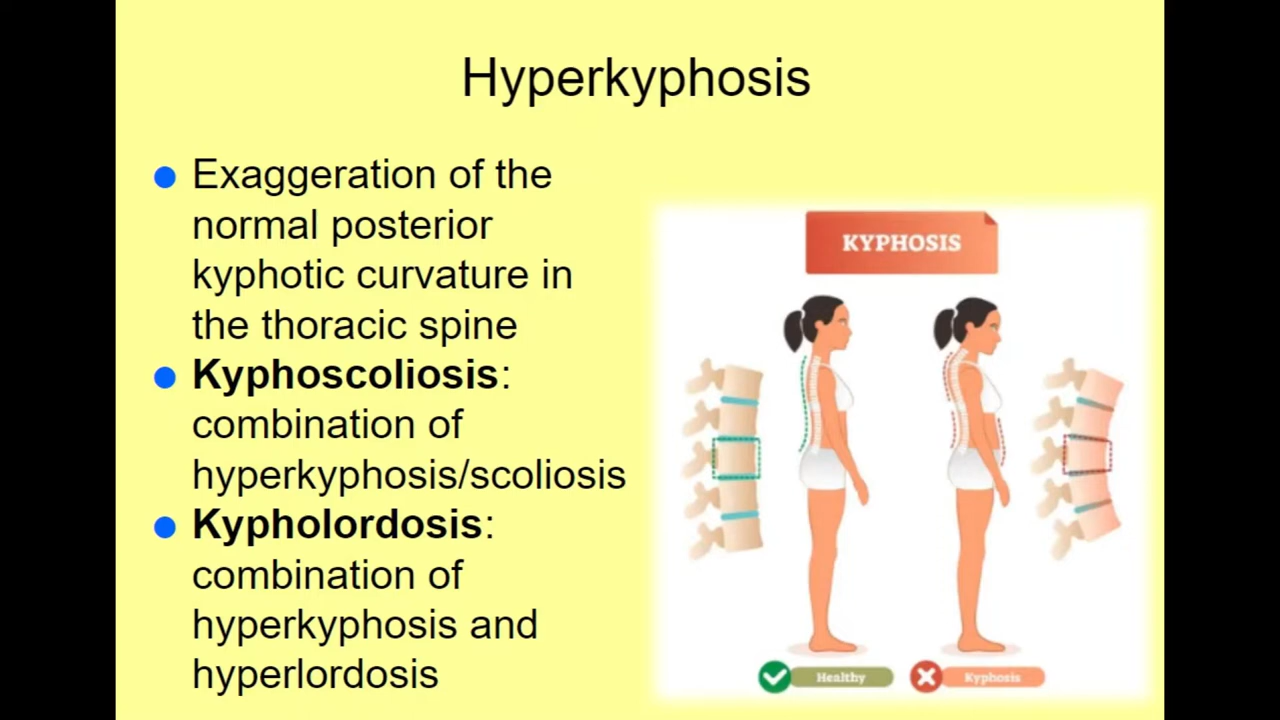 Hyperkyphosis
Exaggeration of the
normal posterior
kyphotic curvature in
the thoracic spine
Kyphoscoliosis:
combination of
hyperkyphosis/scoliosis
Kypholordosis:
combination of
hyperkyphosis and
hyperlordosis
KYPHOSIS
Healthy
Kyphosis